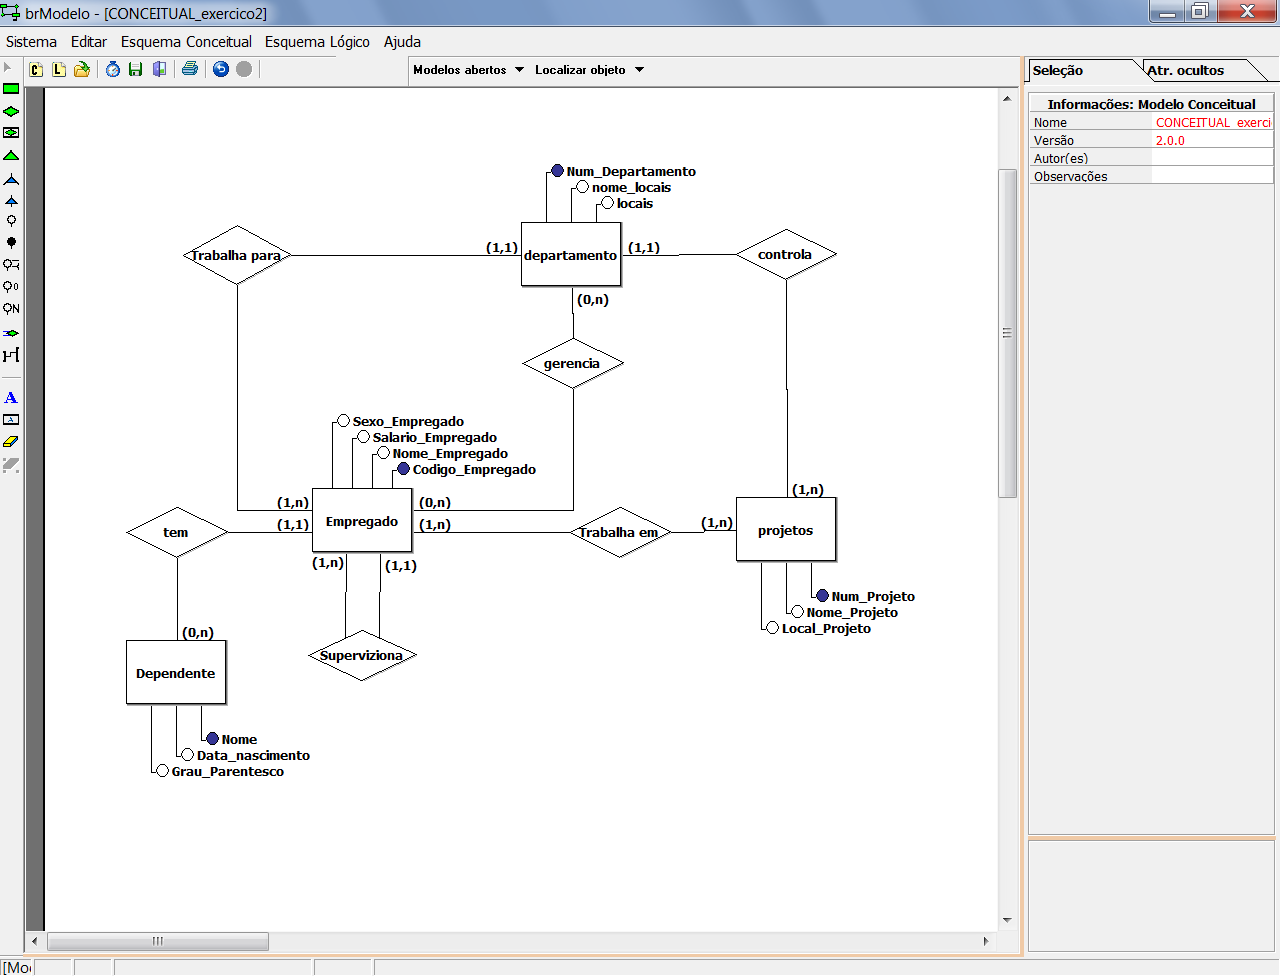 brModelo - [CONCEITUAL_exercico2]
Sistema Editar Esquema Conceitual Esquema Lógico Ajuda
C L Modelos abertos Localizar objeto
Seleção Atr. ocultos
Informações: Modelo Conceitual
Nome CONCEITUAL_exerci
Versão 2.0.0
Autor(es)
Observações
Num_Departamento
nome_locais
locais
Trabalha para (1,1) departamento (1,1) controla
(0,n)
gerencia
Sexo_Empregado
Salario_Empregado
Nome_Empregado
Codigo_Empregado
(1,n) Empregado (0,n) (1,n)
tem (1,1) (1,n) Trabalha em (1,n) projetos
(1,n) (1,1)
Num_Projeto
Nome_Projeto
Local_Projeto
(0,n)
Superviziona
Dependente
Nome
Data_nascimento
Grau_Parentesco
A
A
0
N
[Mo